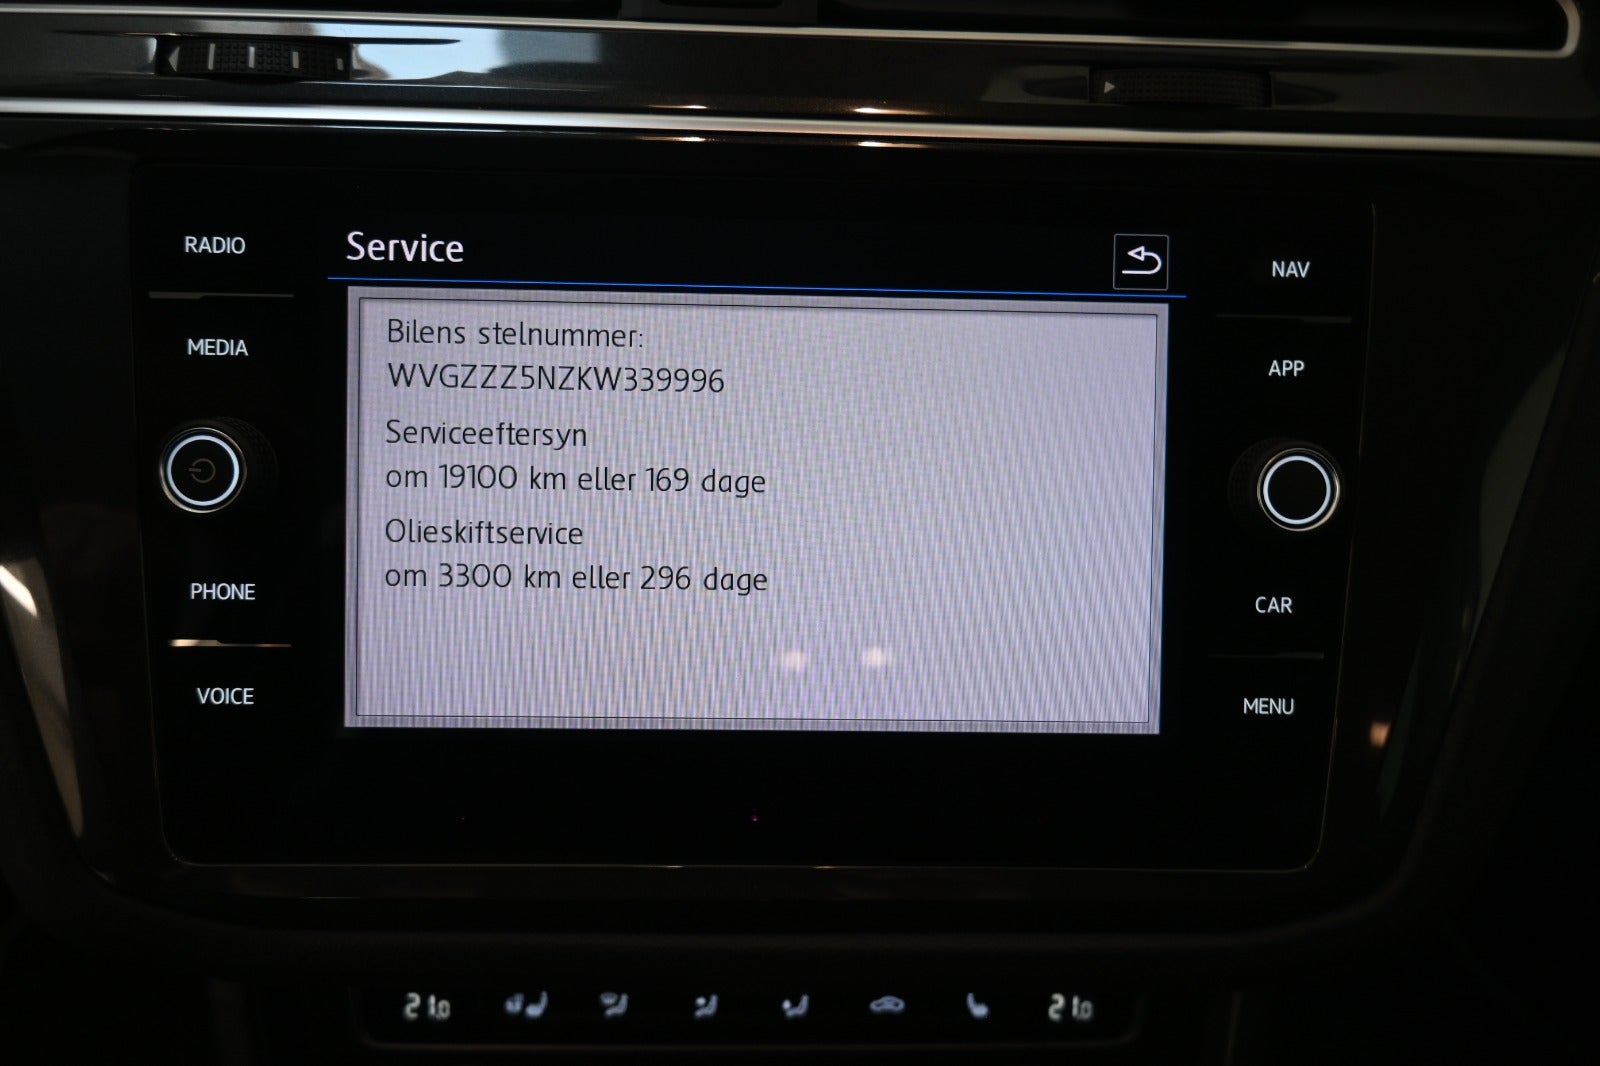 RADIO
MEDIA
PHONE
VOICE
Service
Bilens stelnummer:
WVGZZZ5NZKW339996
Serviceeftersyn
om 19100 km eller 169 dage
Olieskiftservice
om 3300 km eller 296 dage
NAV
APP
CAR
MENU
21.0
21.0